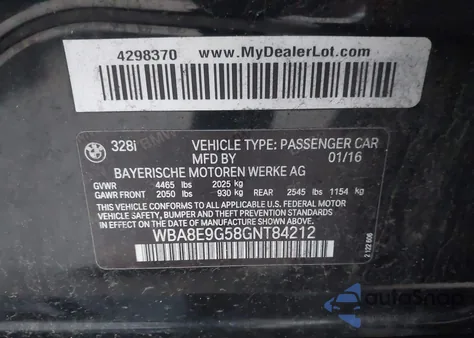 4298370 www.MyDealerLot.com
328i VEHICLE TYPE: PASSENGER CAR
MFD BY 01/16
BAYERISCHE MOTOREN WERKE AG
GVWR 4465 lbs 2025 kg
GAWR FRONT 2050 lbs 930 kg REAR 2545 lbs 1154 kg
THIS VEHICLE CONFORMS TO ALL APPLICABLE U.S. FEDERAL MOTOR
VEHICLE SAFETY, BUMPER, AND THEFT PREVENTION STANDARDS
IN EFFECT ON THE DATE OF MANUFACTURE SHOWN ABOVE.
WBA8E9G58GNT84212
2 122 606
autoSnap